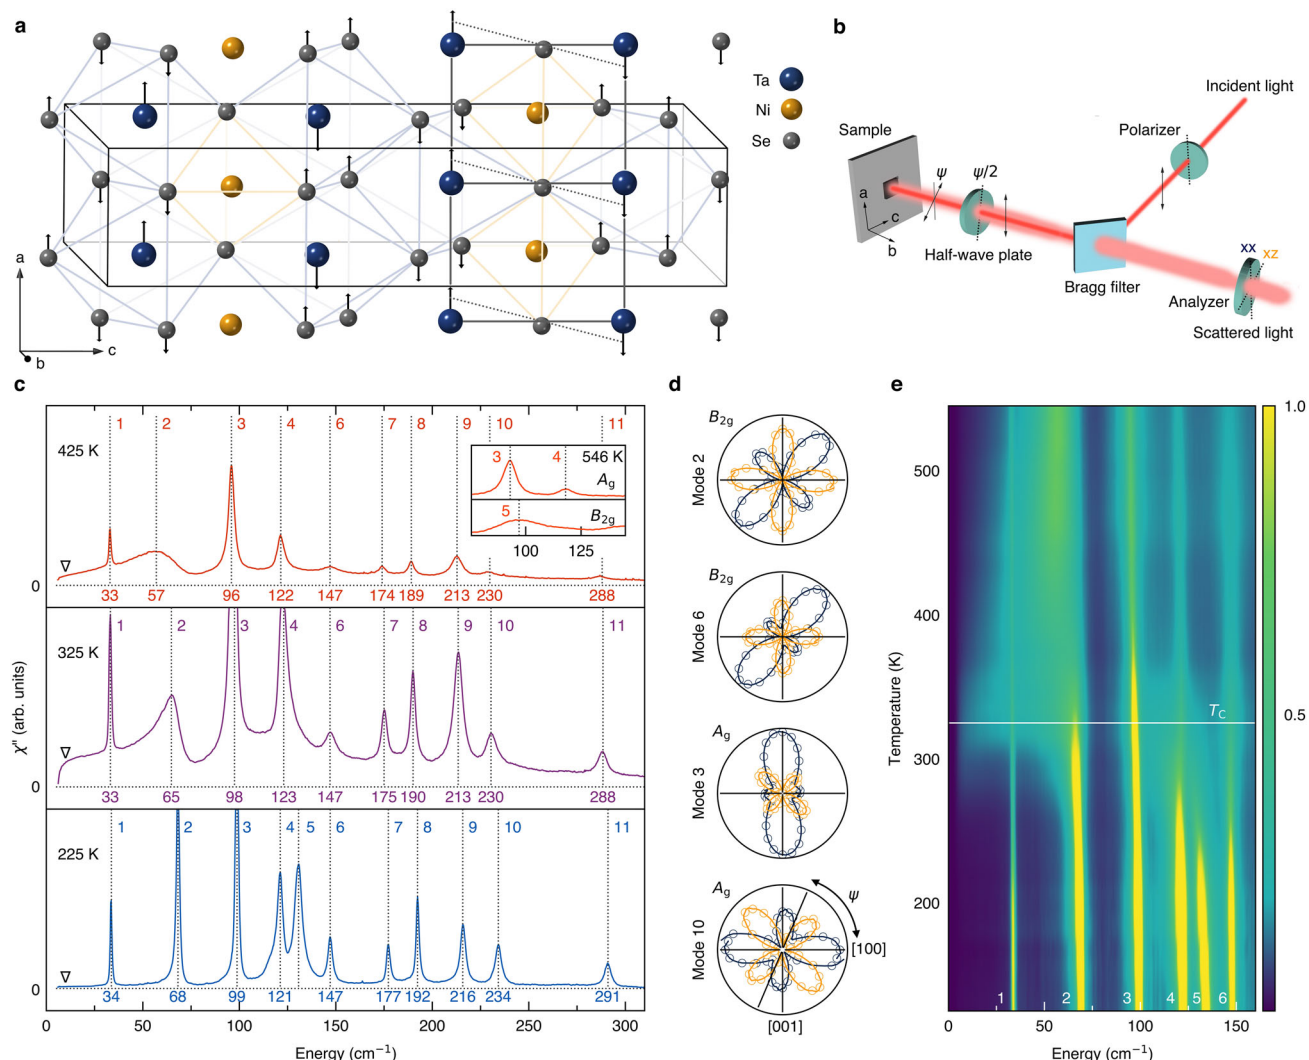 a
Ta
Ni
Se
a
b
c
b
Incident light
Polarizer
Sample
ψ
ψ/2
a
c
b
Half-wave plate
Bragg filter
xx xz
Analyzer
Scattered light
c
χ'' (arb. units)
425 K
1 2 3 4 6 7 8 9 10 11
546 K
3 4
Ag
5
B2g
100 125
0
33 57 96 122 147 174 189 213 230 288
325 K
1 2 3 4 6 7 8 9 10 11
0
33 65 98 123 147 175 190 213 230 288
225 K
1 2 3 4 5 6 7 8 9 10 11
0
34 68 99 121 147 177 192 216 234 291
0 50 100 150 200 250 300
Energy (cm−1)
d
B2g
Mode 2
B2g
Mode 6
Ag
Mode 3
Ag
Mode 10
ψ
[100]
[001]
e
Temperature (K)
500
400
300
200
TC
1 2 3 4 5 6
0 50 100 150
Energy (cm−1)
1.0
0.5